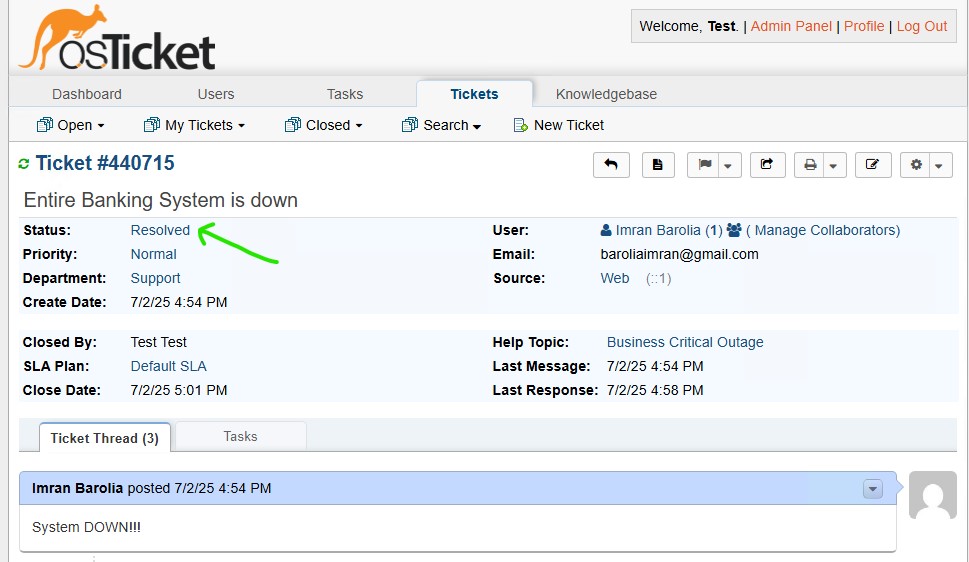 osTicket
Welcome, Test. | Admin Panel | Profile | Log Out
Dashboard Users Tasks Tickets Knowledgebase
Open My Tickets Closed Search New Ticket
Ticket #440715
Entire Banking System is down
Status: Resolved User: Imran Barolia (1) ( Manage Collaborators)
Priority: Normal Email: baroliaimran@gmail.com
Department: Support Source: Web (::1)
Create Date: 7/2/25 4:54 PM
Closed By: Test Test Help Topic: Business Critical Outage
SLA Plan: Default SLA Last Message: 7/2/25 4:54 PM
Close Date: 7/2/25 5:01 PM Last Response: 7/2/25 4:58 PM
Ticket Thread (3) Tasks
Imran Barolia posted 7/2/25 4:54 PM
System DOWN!!!